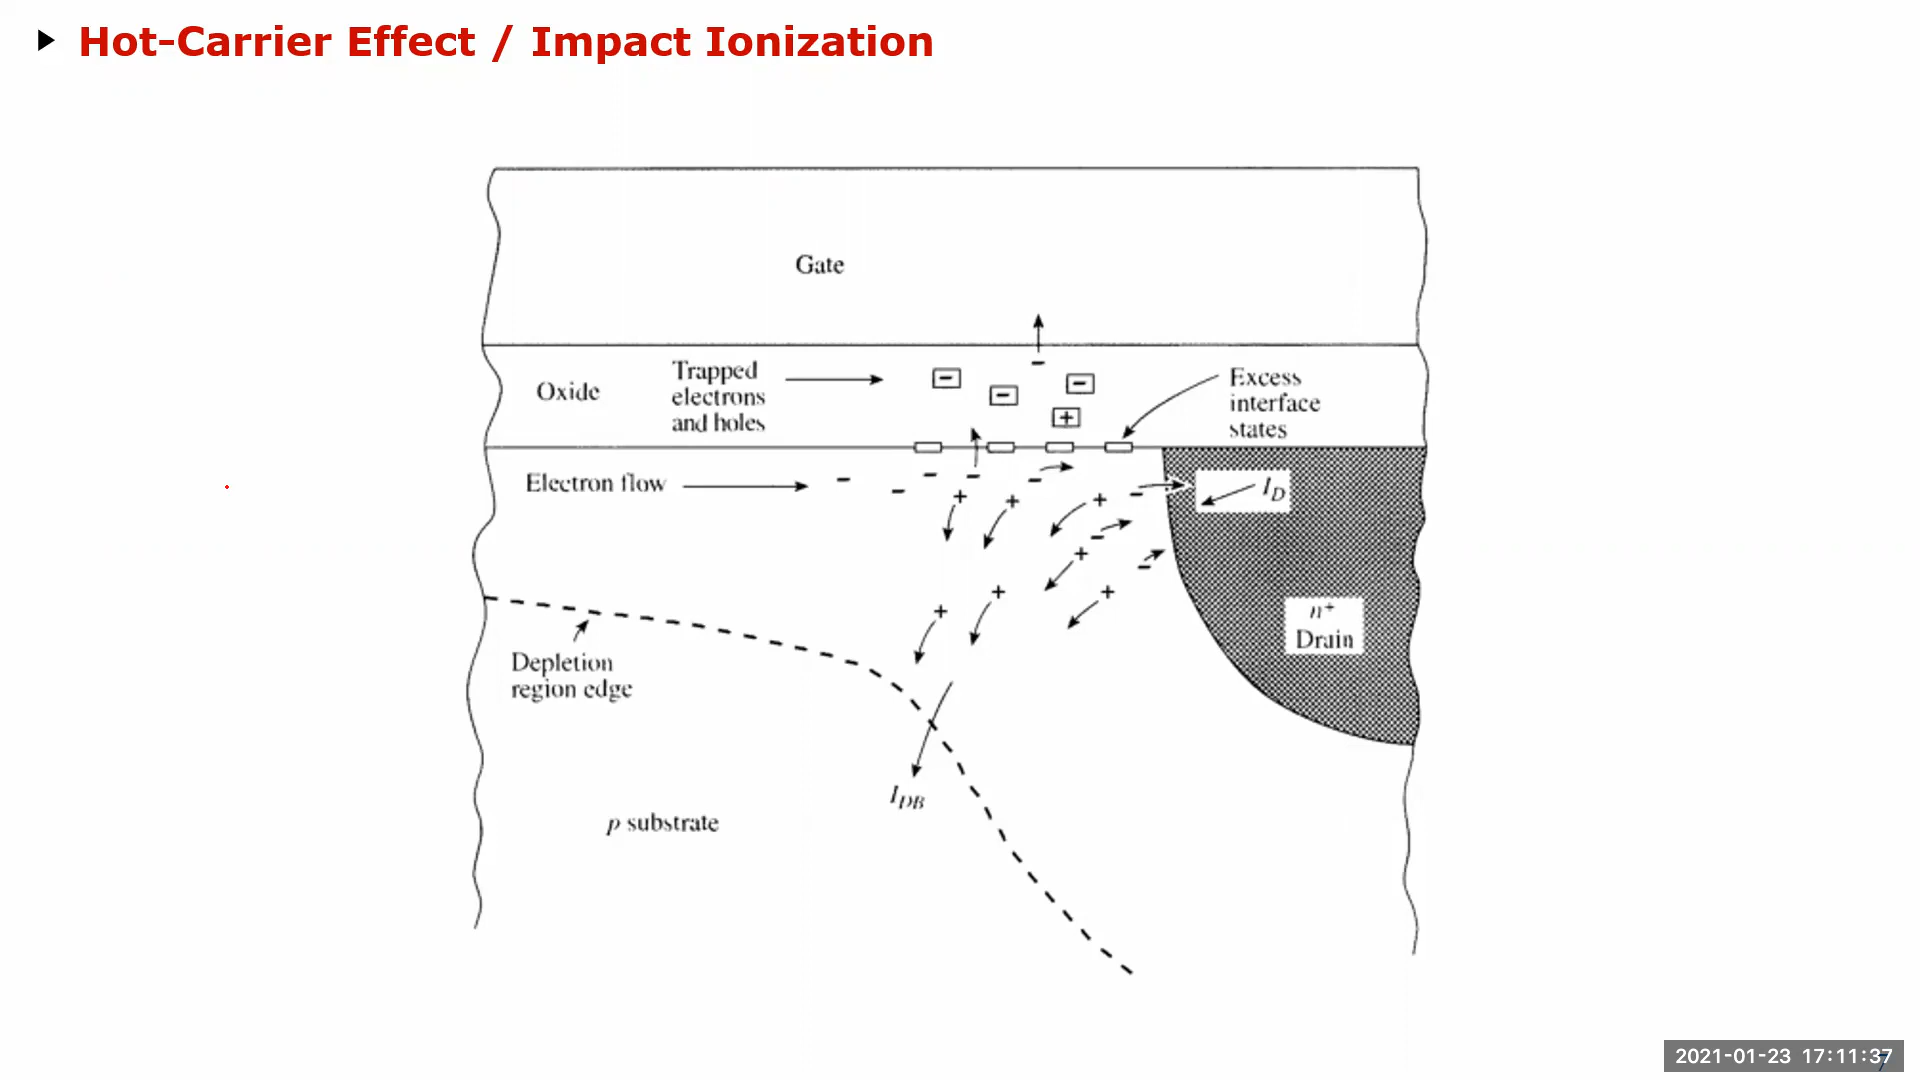 Hot-Carrier Effect / Impact Ionization
Gate
Oxide
Trapped
electrons
and holes
Excess
interface
states
Electron flow
I_D
n⁺
Drain
Depletion
region edge
I_DB
p substrate
2021-01-23 17:11:37
7